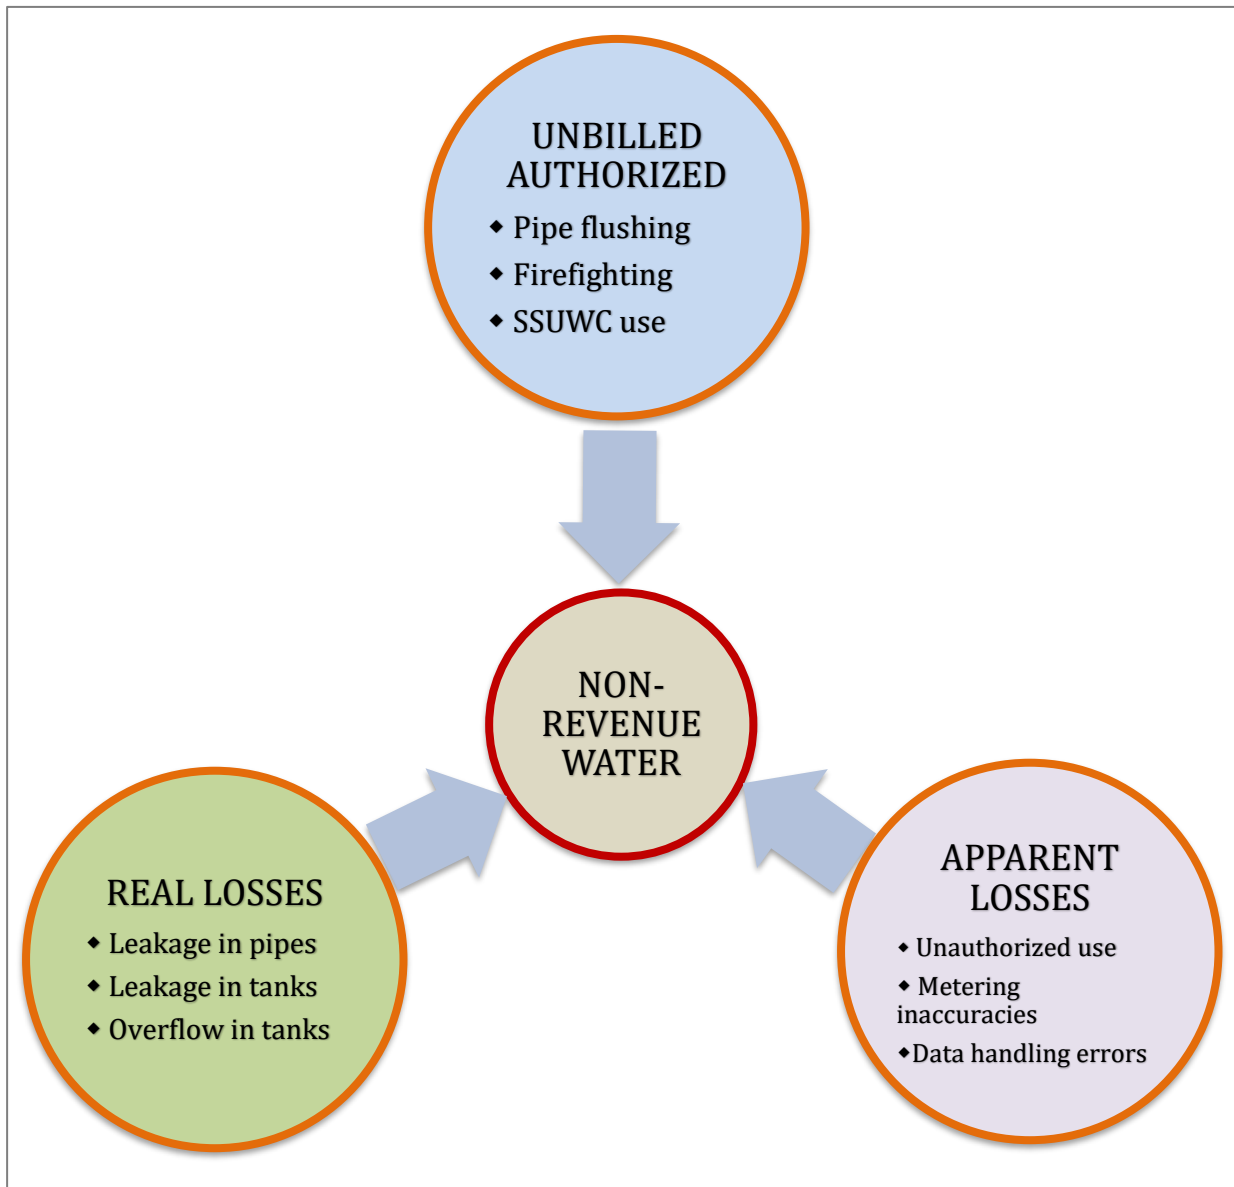 UNBILLED
AUTHORIZED
◆ Pipe flushing
◆ Firefighting
◆ SSUWC use
NON-
REVENUE
WATER
REAL LOSSES
◆ Leakage in pipes
◆ Leakage in tanks
◆ Overflow in tanks
APPARENT
LOSSES
◆ Unauthorized use
◆ Metering
inaccuracies
◆Data handling errors